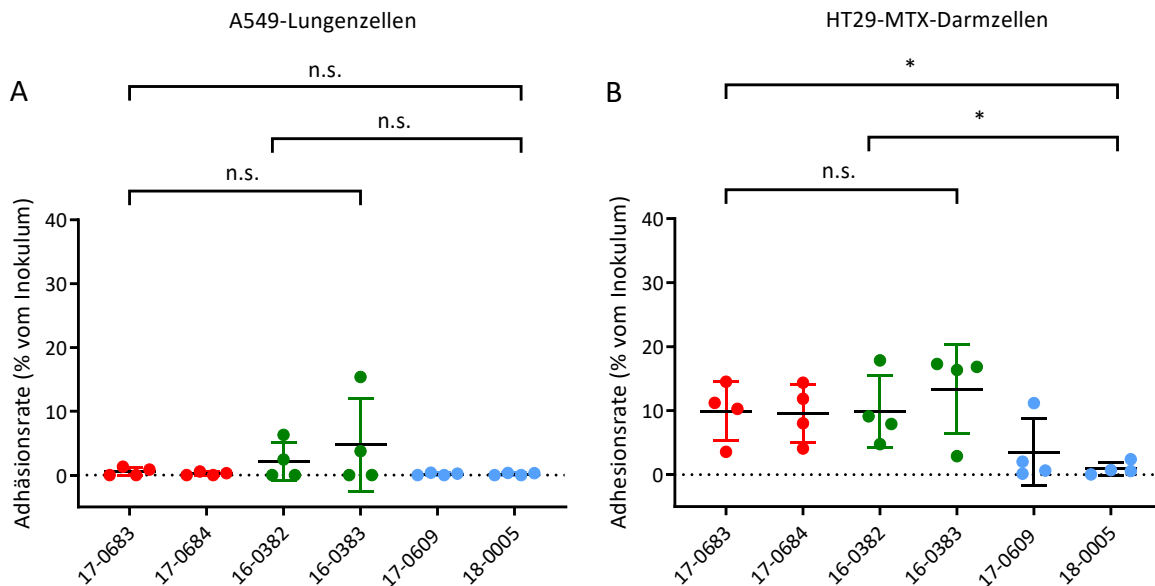 A549-Lungenzellen
HT29-MTX-Darmzellen
A
n.s.
n.s.
n.s.
Adhäsionsrate (% vom Inokulum)
40
30
20
10
0
17-0683
17-0684
16-0382
16-0383
17-0609
18-0005
B
*
*
n.s.
Adhesionsrate (% vom Inokulum)
40
30
20
10
0
17-0683
17-0684
16-0382
16-0383
17-0609
18-0005